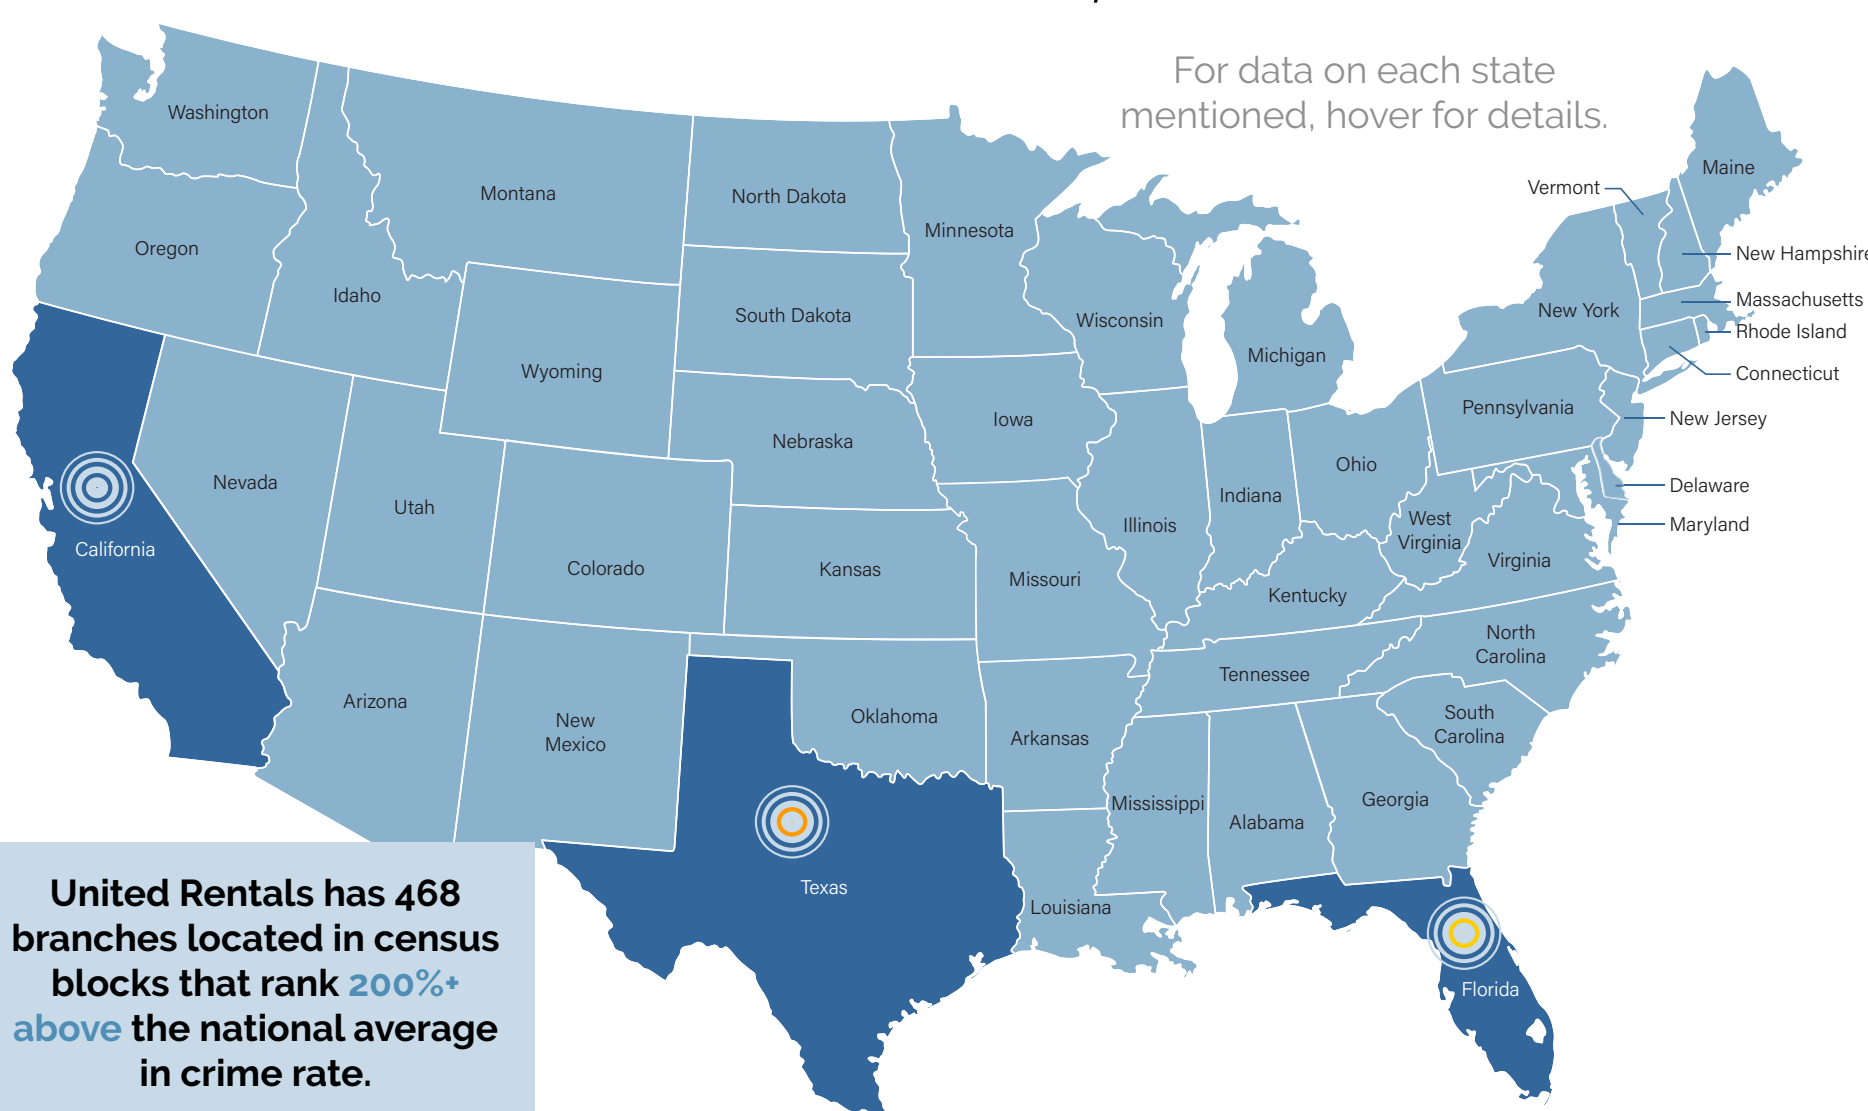 For data on each state
mentioned, hover for details.
Washington
Maine
Vermont
Montana
North Dakota
Minnesota
Oregon
New Hampshire
Idaho
Massachusetts
New York
South Dakota
Wisconsin
Rhode Island
Michigan
Wyoming
Connecticut
Pennsylvania
Iowa
New Jersey
Nebraska
Ohio
Nevada
Delaware
Indiana
Utah
West
Virginia
Illinois
Maryland
California
Virginia
Colorado
Kansas
Missouri
Kentucky
North
Carolina
Tennessee
Arizona
New
Mexico
Oklahoma
South
Carolina
Arkansas
Mississippi
Georgia
Alabama
Texas
Louisiana
Florida
United Rentals has 468
branches located in census
blocks that rank 200%+
above the national average
in crime rate.